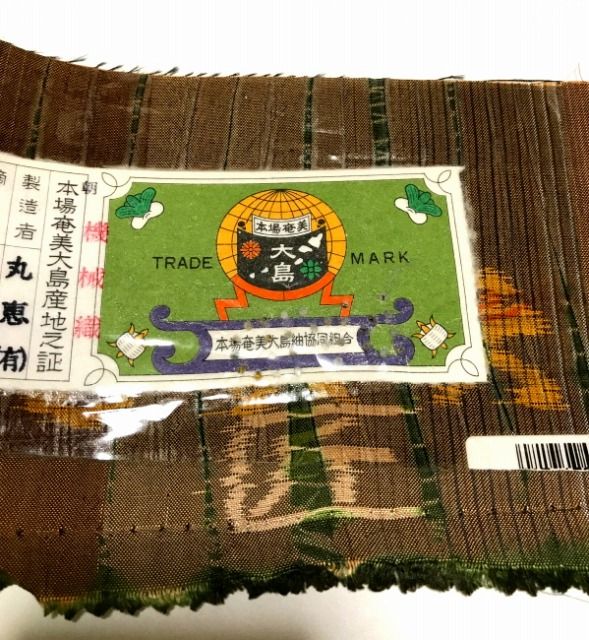 本場奄美
大島
TRADE MARK
本場奄美大島紬協同組合
機械織
本場奄美大島産地之証
製造者
丸恵(有)